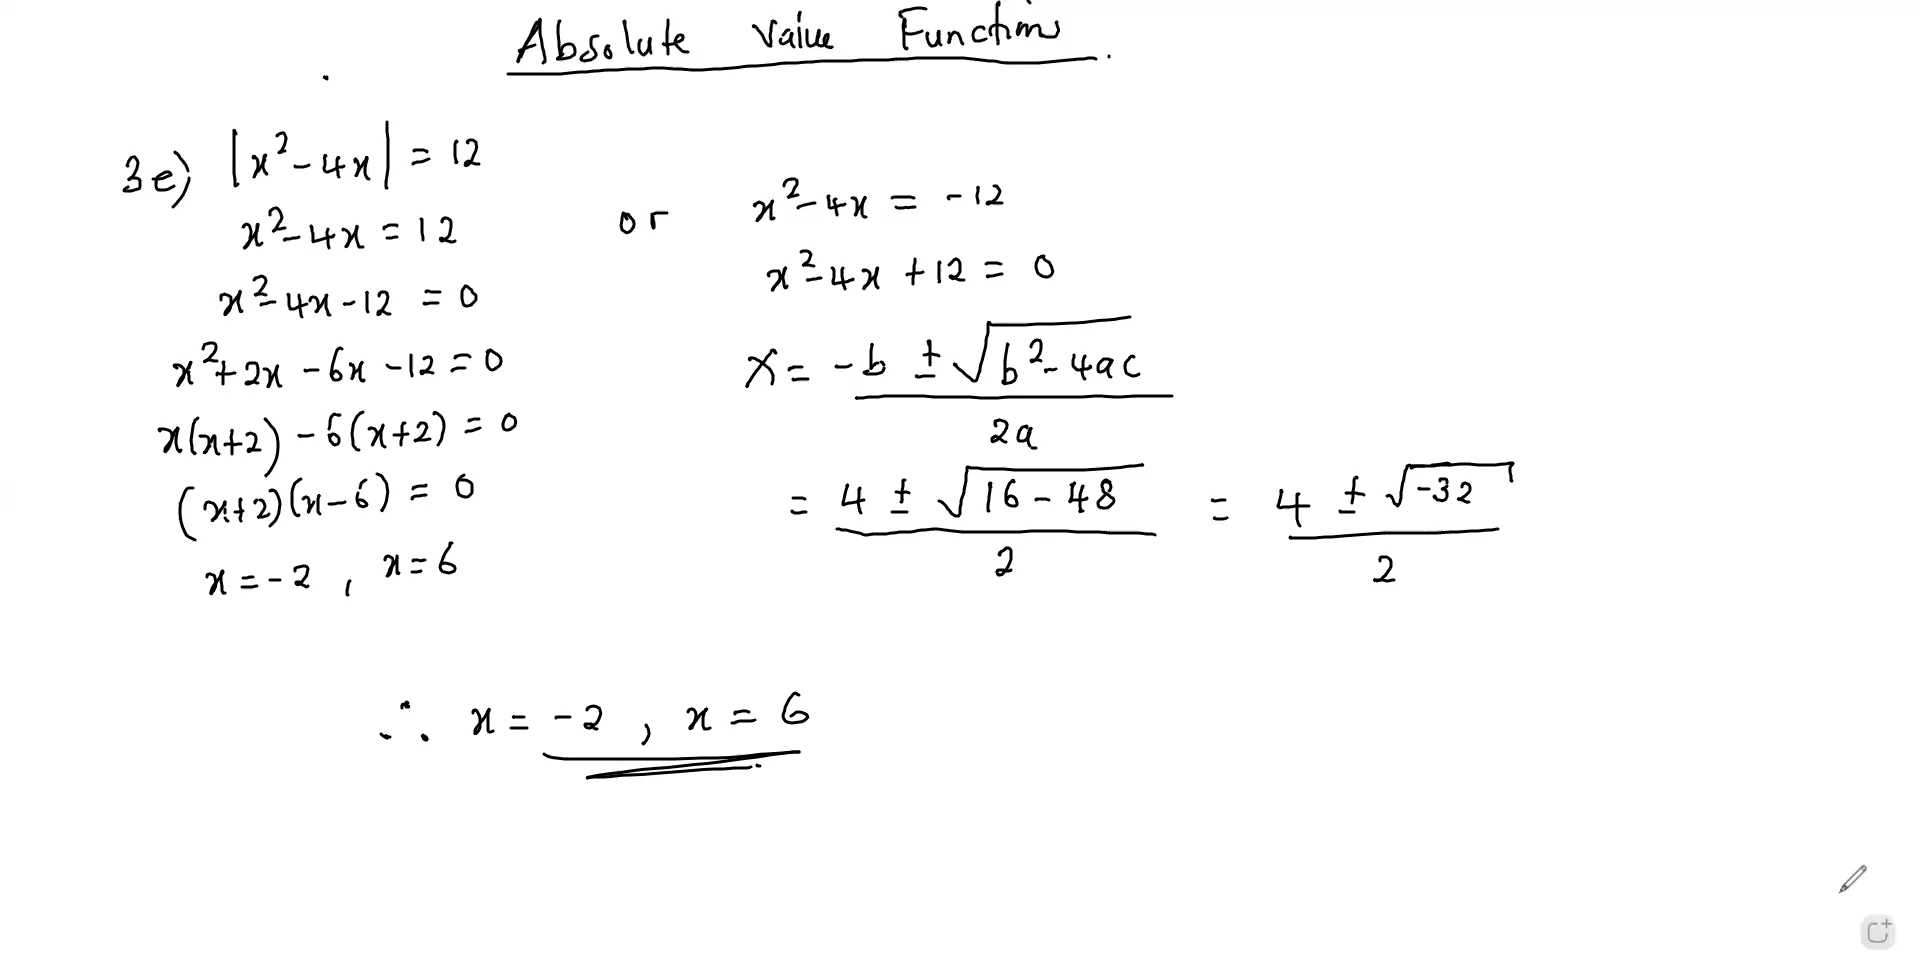 Absolute Value Functions.
3e) |x²-4x| = 12
x²-4x = 12 or x²-4x = -12
x²-4x-12 = 0
x²-4x+12 = 0
x²+2x-6x-12=0
x = -b ± √(b²-4ac) / 2a
x(x+2)-6(x+2)=0
(x+2)(x-6) = 0
= 4 ± √(16-48) / 2 = 4 ± √(-32) / 2
x=-2, x=6
∴ x = -2, x = 6